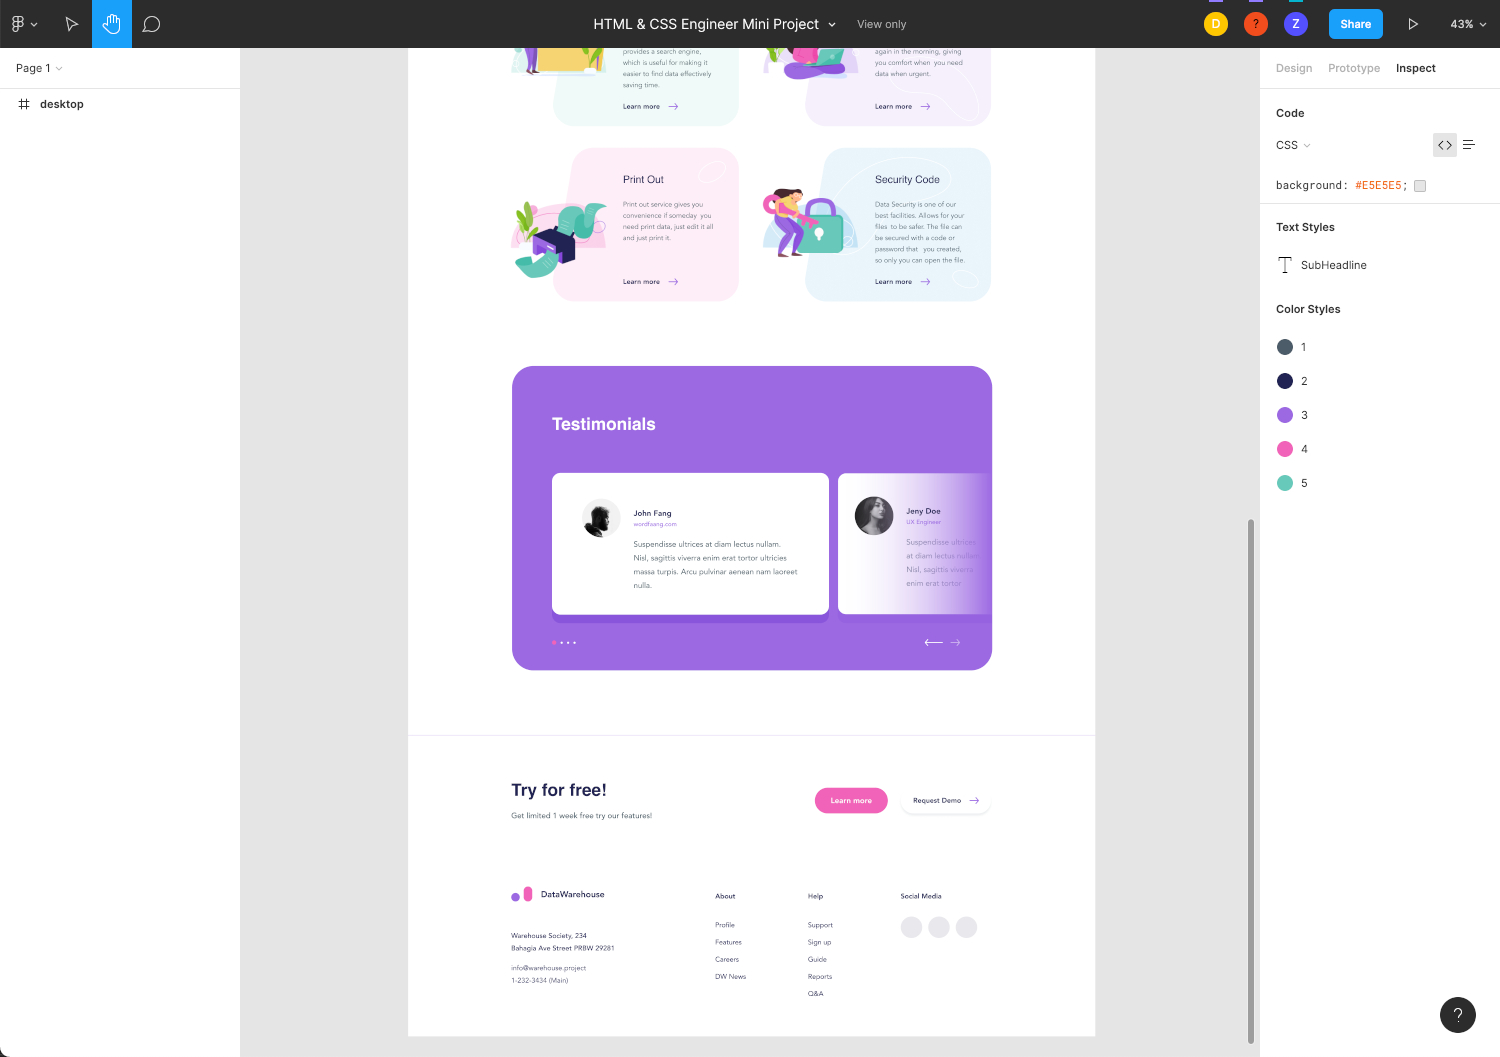 HTML & CSS Engineer Mini Project
View only
D
?
Z
Share
43%
Page 1
desktop
Design
Prototype
Inspect
Code
CSS
background: #E5E5E5;
Text Styles
SubHeadline
Color Styles
1
2
3
4
5
provides a search engine,
which is useful for making it
easier to find data effectively
saving time.
Learn more
again in the morning, giving
you comfort when you need
data when urgent.
Learn more
Print Out
Print out service gives you
convenience if someday you
need print data, just edit it all
and just print it.
Learn more
Security Code
Data Security is one of our
best facilities. Allows for your
files to be safer. The file can
be secured with a code or
password that you created,
so only you can open the file.
Learn more
Testimonials
John Fang
wordfaang.com
Suspendisse ultrices at diam lectus nullam.
Nisl, sagittis viverra enim erat tortor ultricies
massa turpis. Arcu pulvinar aenean nam laoreet
nulla.
Jeny Doe
UX Engineer
Suspendisse ultrices
at diam lectus nullam
Nisl, sagittis viverra
enim erat tortor
Try for free!
Get limited 1 week free try our features!
Learn more
Request Demo
DataWarehouse
Warehouse Society, 234
Bahagia Ave Street PRBW 29281
info@warehouse.project
1-232-3434 (Main)
About
Profile
Features
Careers
DW News
Help
Support
Sign up
Guide
Reports
Q&A
Social Media
?